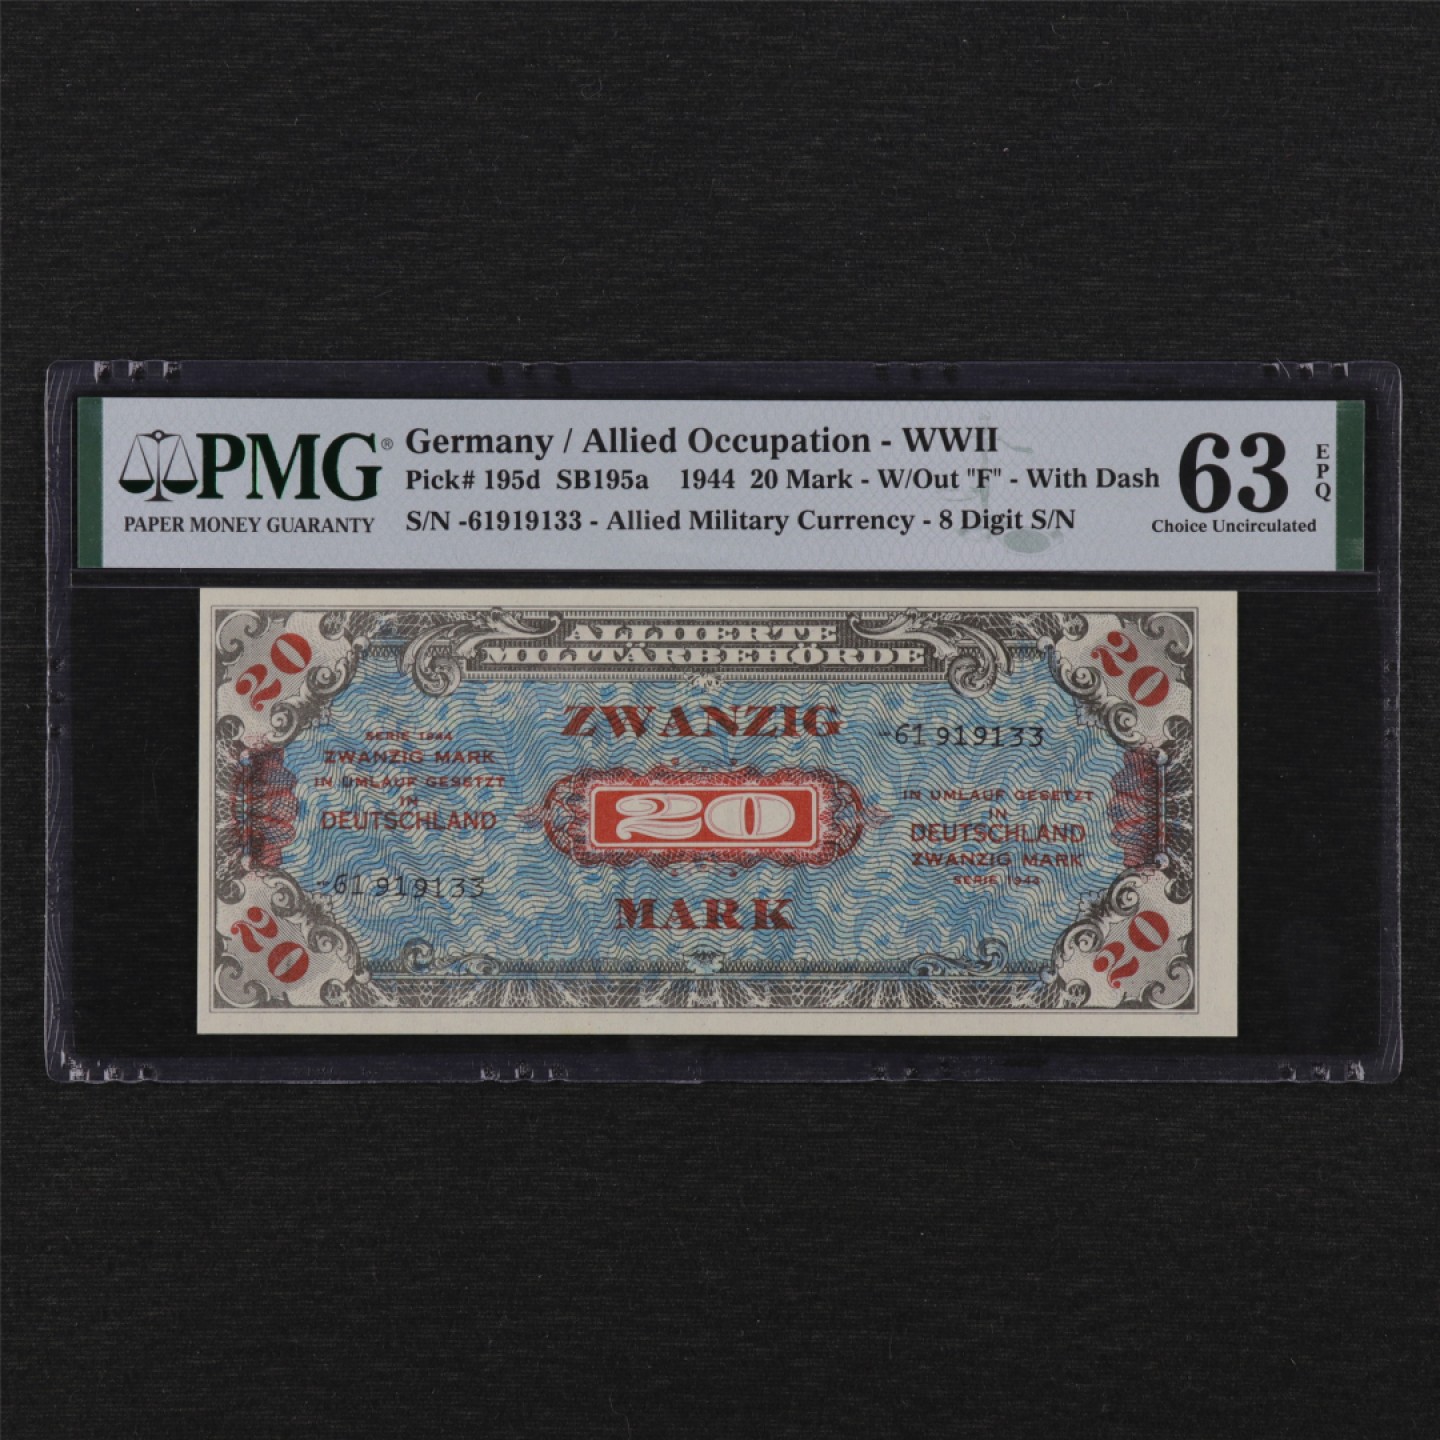 PMG®
PAPER MONEY GUARANTY
Germany / Allied Occupation - WWII
Pick# 195d SB195a 1944 20 Mark - W/Out "F" - With Dash
S/N -61919133 - Allied Military Currency - 8 Digit S/N
63
EPQ
Choice Uncirculated
ALLIIERTE
MILITÄRBEHÖRDE
20
20
ZWANZIG
-61919133
SERIE 1944
ZWANZIG MARK
IN UMLAUF GESETZT
IN
DEUTSCHLAND
20
IN UMLAUF GESETZT
IN
DEUTSCHLAND
ZWANZIG MARK
SERIE 1944
-61919133
MARK
20
20